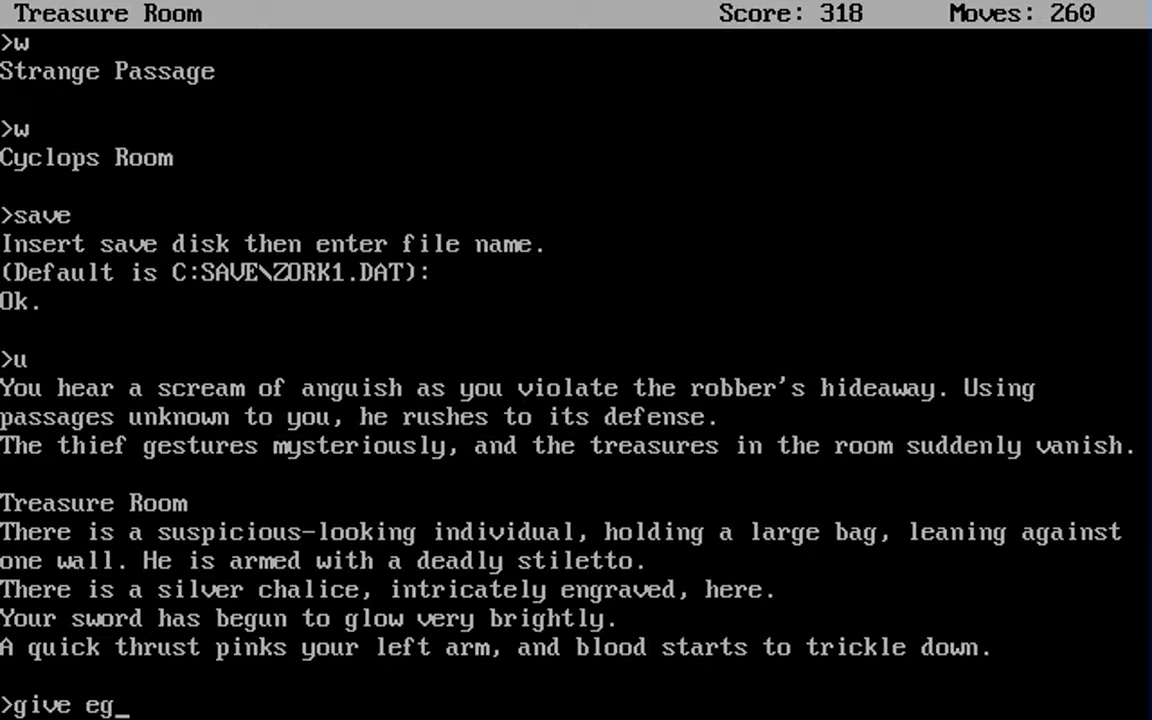 Treasure Room Score: 318 Moves: 260
>w
Strange Passage
>w
Cyclops Room
>save
Insert save disk then enter file name.
(Default is C:SAVE\ZORK1.DAT):
Ok.
>u
You hear a scream of anguish as you violate the robber's hideaway. Using
passages unknown to you, he rushes to its defense.
The thief gestures mysteriously, and the treasures in the room suddenly vanish.
Treasure Room
There is a suspicious-looking individual, holding a large bag, leaning against
one wall. He is armed with a deadly stiletto.
There is a silver chalice, intricately engraved, here.
Your sword has begun to glow very brightly.
A quick thrust pinks your left arm, and blood starts to trickle down.
>give eg_